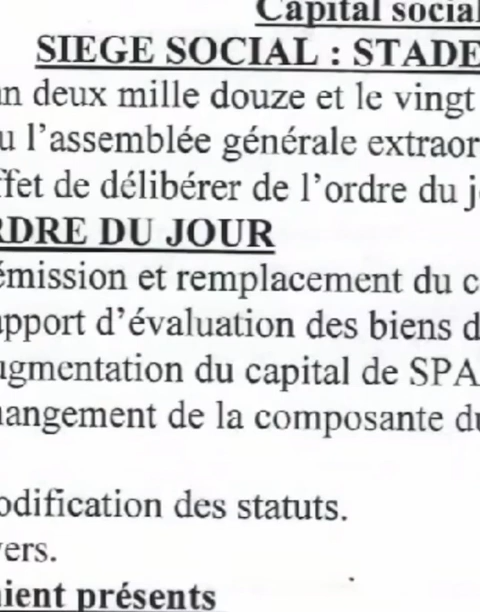 Capital social
SIEGE SOCIAL : STADE
an deux mille douze et le vingt
u l'assemblée générale extraor
ffet de délibérer de l'ordre du j
RDRE DU JOUR
émission et remplacement du c
apport d'évaluation des biens d
ugmentation du capital de SPA
hangement de la composante du
odification des statuts.
vers.
aient présents